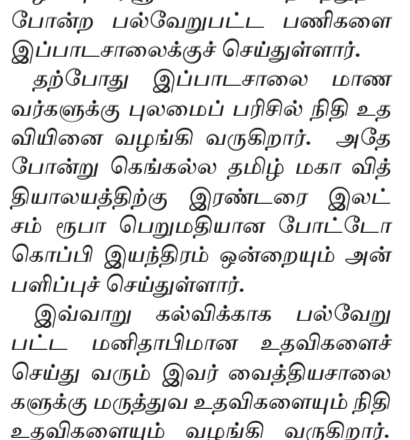 போன்ற பல்வேறுபட்ட பணிகளை
இப்பாடசாலைக்குச் செய்துள்ளார்.
தற்போது இப்பாடசாலை மாண
வர்களுக்கு புலமைப் பரிசில் நிதி உத
வியினை வழங்கி வருகிறார். அதே
போன்று கெங்கல்ல தமிழ் மகா வித்
தியாலயத்திற்கு இரண்டரை இலட்
சம் ரூபா பெறுமதியான போட்டோ
கொப்பி இயந்திரம் ஒன்றையும் அன்
பளிப்புச் செய்துள்ளார்.
இவ்வாறு கல்விக்காக பல்வேறு
பட்ட மனிதாபிமான உதவிகளைச்
செய்து வரும் இவர் வைத்தியசாலை
களுக்கு மருத்துவ உதவிகளையும் நிதி
உதவிகளையும் வழங்கி வருகிறார்.